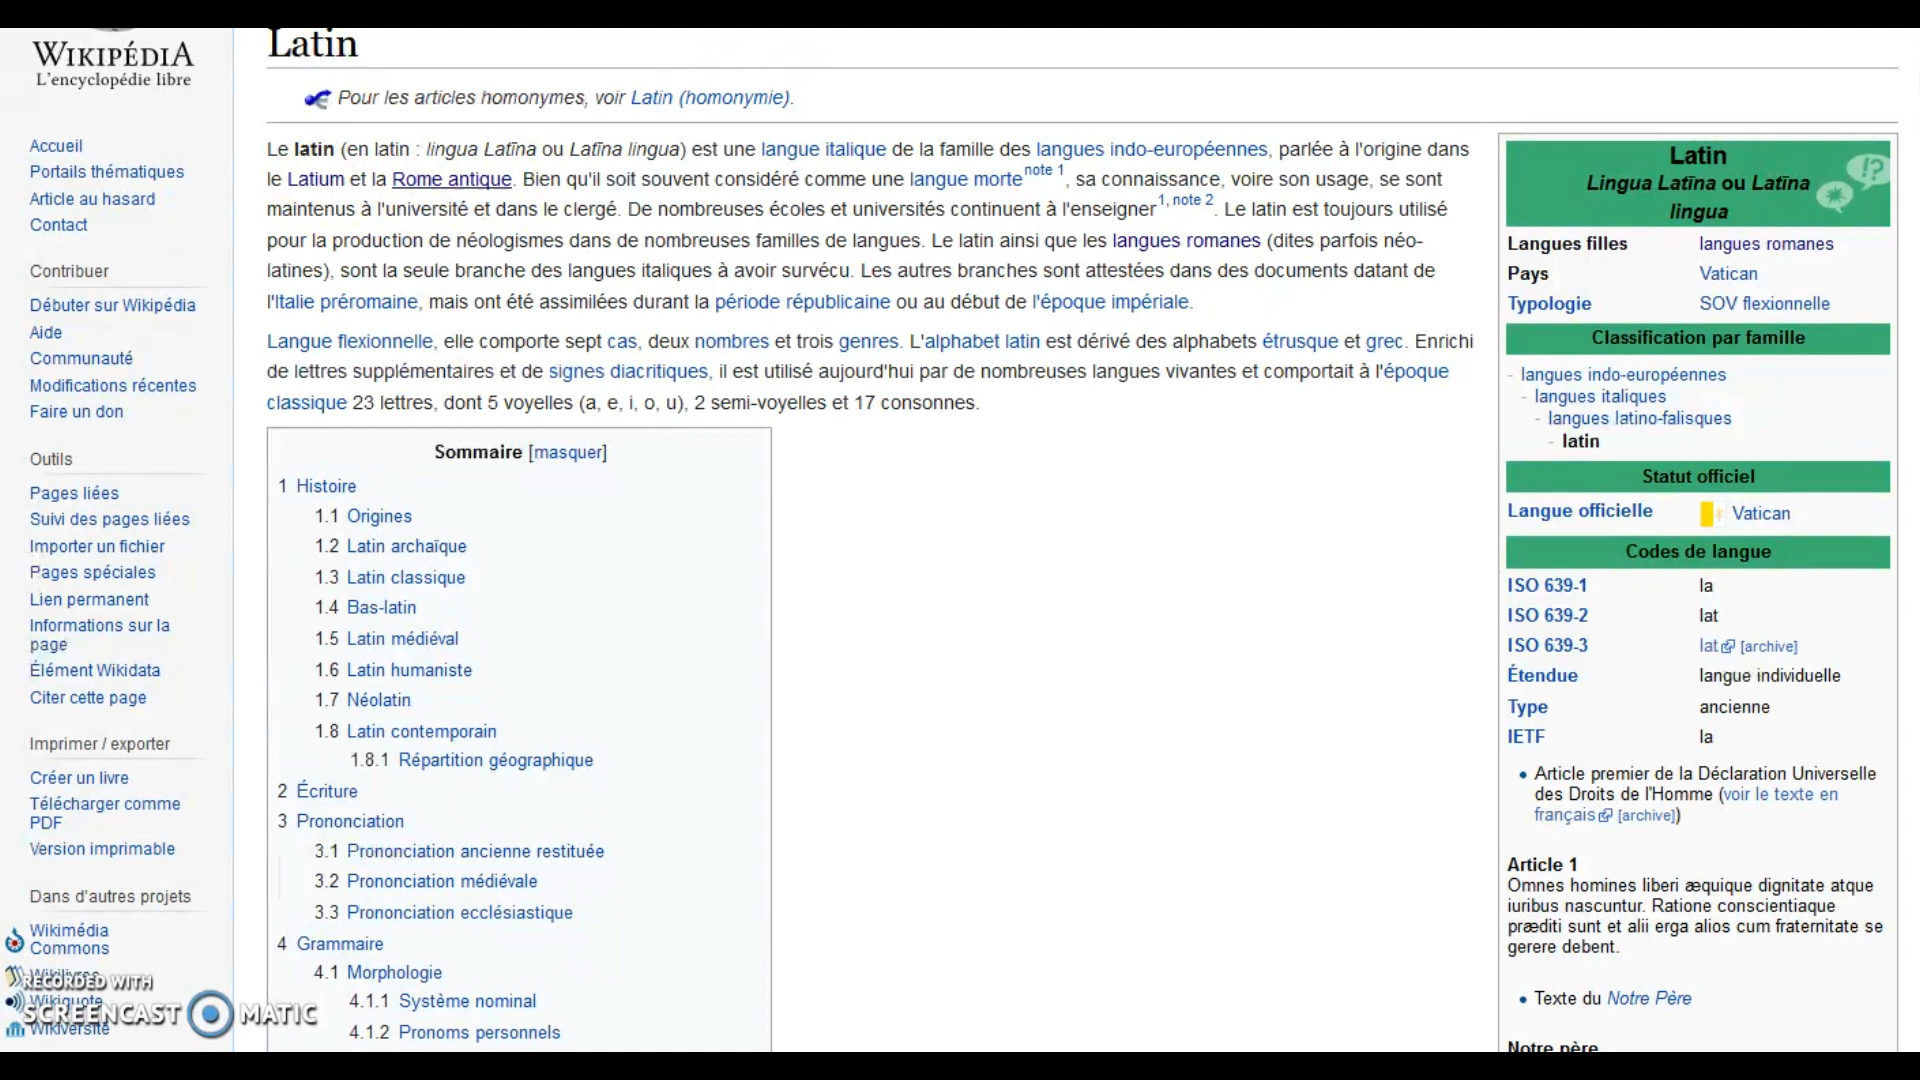 WIKIPÉDIA
L'encyclopédie libre
Accueil
Portails thématiques
Article au hasard
Contact
Contribuer
Débuter sur Wikipédia
Aide
Communauté
Modifications récentes
Faire un don
Outils
Pages liées
Suivi des pages liées
Importer un fichier
Pages spéciales
Lien permanent
Informations sur la
page
Élément Wikidata
Citer cette page
Imprimer / exporter
Créer un livre
Télécharger comme
PDF
Version imprimable
Dans d'autres projets
Wikimédia
Commons
Wikilivres
Wikiquote
Wikiversité
RECORDED WITH
SCREENCAST MATIC
Latin
Pour les articles homonymes, voir Latin (homonymie).
Le latin (en latin : lingua Latīna ou Latīna lingua) est une langue italique de la famille des langues indo-européennes, parlée à l'origine dans
le Latium et la Rome antique. Bien qu'il soit souvent considéré comme une langue morte note 1, sa connaissance, voire son usage, se sont
maintenus à l'université et dans le clergé. De nombreuses écoles et universités continuent à l'enseigner 1, note 2. Le latin est toujours utilisé
pour la production de néologismes dans de nombreuses familles de langues. Le latin ainsi que les langues romanes (dites parfois néo-
latines), sont la seule branche des langues italiques à avoir survécu. Les autres branches sont attestées dans des documents datant de
l'Italie préromaine, mais ont été assimilées durant la période républicaine ou au début de l'époque impériale.
Langue flexionnelle, elle comporte sept cas, deux nombres et trois genres. L'alphabet latin est dérivé des alphabets étrusque et grec. Enrichi
de lettres supplémentaires et de signes diacritiques, il est utilisé aujourd'hui par de nombreuses langues vivantes et comportait à l'époque
classique 23 lettres, dont 5 voyelles (a, e, i, o, u), 2 semi-voyelles et 17 consonnes.
Sommaire [masquer]
1 Histoire
1.1 Origines
1.2 Latin archaïque
1.3 Latin classique
1.4 Bas-latin
1.5 Latin médiéval
1.6 Latin humaniste
1.7 Néolatin
1.8 Latin contemporain
1.8.1 Répartition géographique
2 Écriture
3 Prononciation
3.1 Prononciation ancienne restituée
3.2 Prononciation médiévale
3.3 Prononciation ecclésiastique
4 Grammaire
4.1 Morphologie
4.1.1 Système nominal
4.1.2 Pronoms personnels
Latin
Lingua Latīna ou Latīna
lingua
Langues filles langues romanes
Pays Vatican
Typologie SOV flexionnelle
Classification par famille
- langues indo-européennes
- langues italiques
- langues latino-falisques
- latin
Statut officiel
Langue officielle Vatican
Codes de langue
ISO 639-1 la
ISO 639-2 lat
ISO 639-3 lat [archive]
Étendue langue individuelle
Type ancienne
IETF la
• Article premier de la Déclaration Universelle
des Droits de l'Homme (voir le texte en
français [archive])
Article 1
Omnes homines liberi æquique dignitate atque
iuribus nascuntur. Ratione conscientiaque
præditi sunt et alii erga alios cum fraternitate se
gerere debent.
• Texte du Notre Père
Notre père